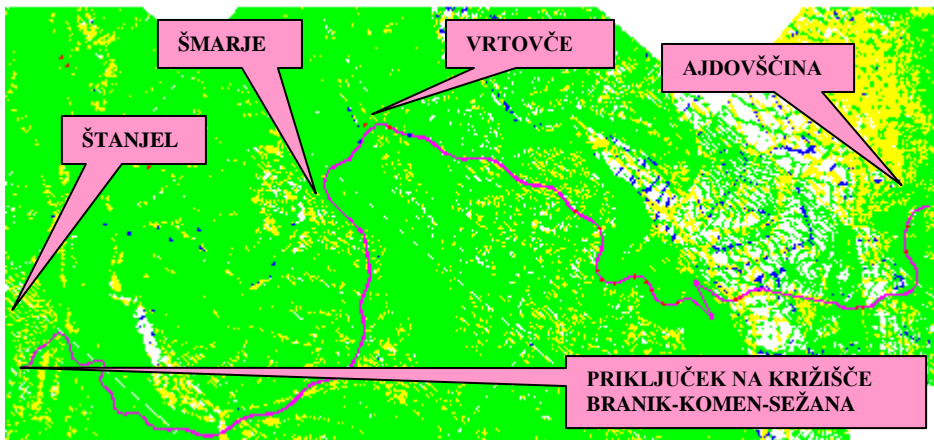 ŠMARJE
VRTOVČE
AJDOVŠČINA
ŠTANJEL
PRIKLJUČEK NA KRIŽIŠČE
BRANIK-KOMEN-SEŽANA